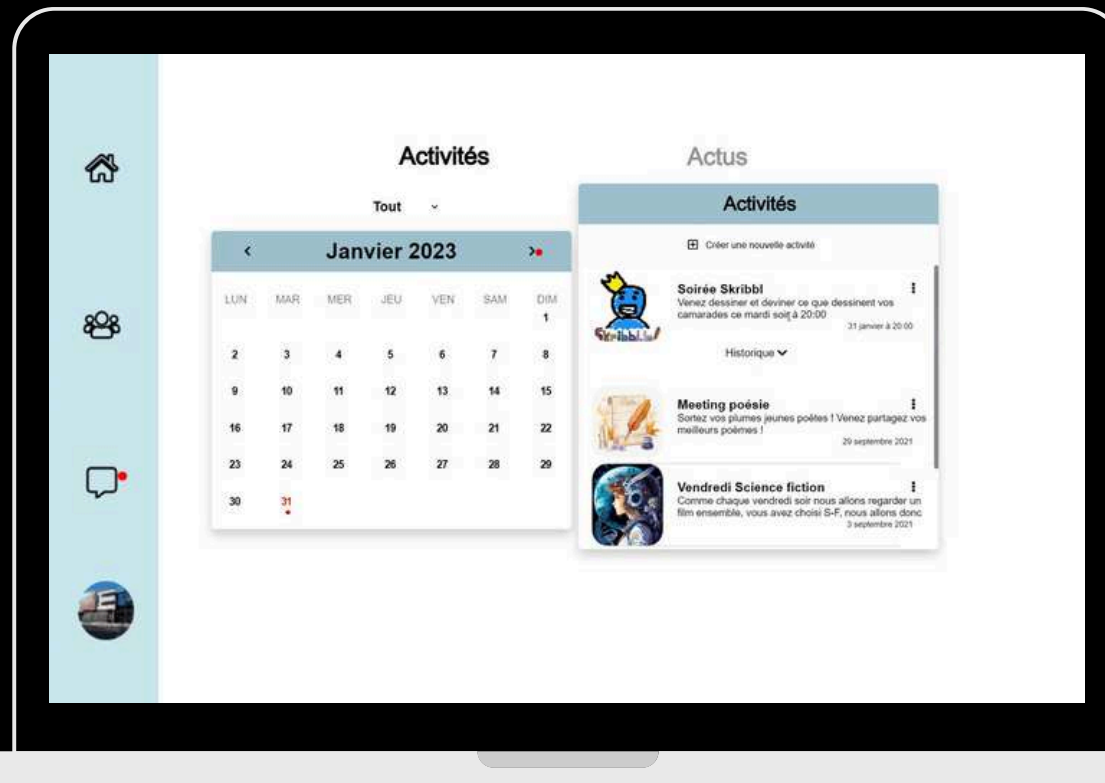 Activités
Actus
Tout
Janvier 2023
LUN MAR MER JEU VEN SAM DIM
1
2 3 4 5 6 7 8
9 10 11 12 13 14 15
16 17 18 19 20 21 22
23 24 25 26 27 28 29
30 31
Activités
Créer une nouvelle activité
Skribbl.io!
Soirée Skribbl
Venez dessiner et deviner ce que dessinent vos
camarades ce mardi soir à 20:00
31 janvier à 20:00
Historique
Meeting poésie
Sortez vos plumes jeunes poètes ! Venez partagez vos
meilleurs poèmes !
29 septembre 2021
Vendredi Science fiction
Comme chaque vendredi soir nous allons regarder un
film ensemble, vous avez choisi S-F, nous allons donc
3 septembre 2021